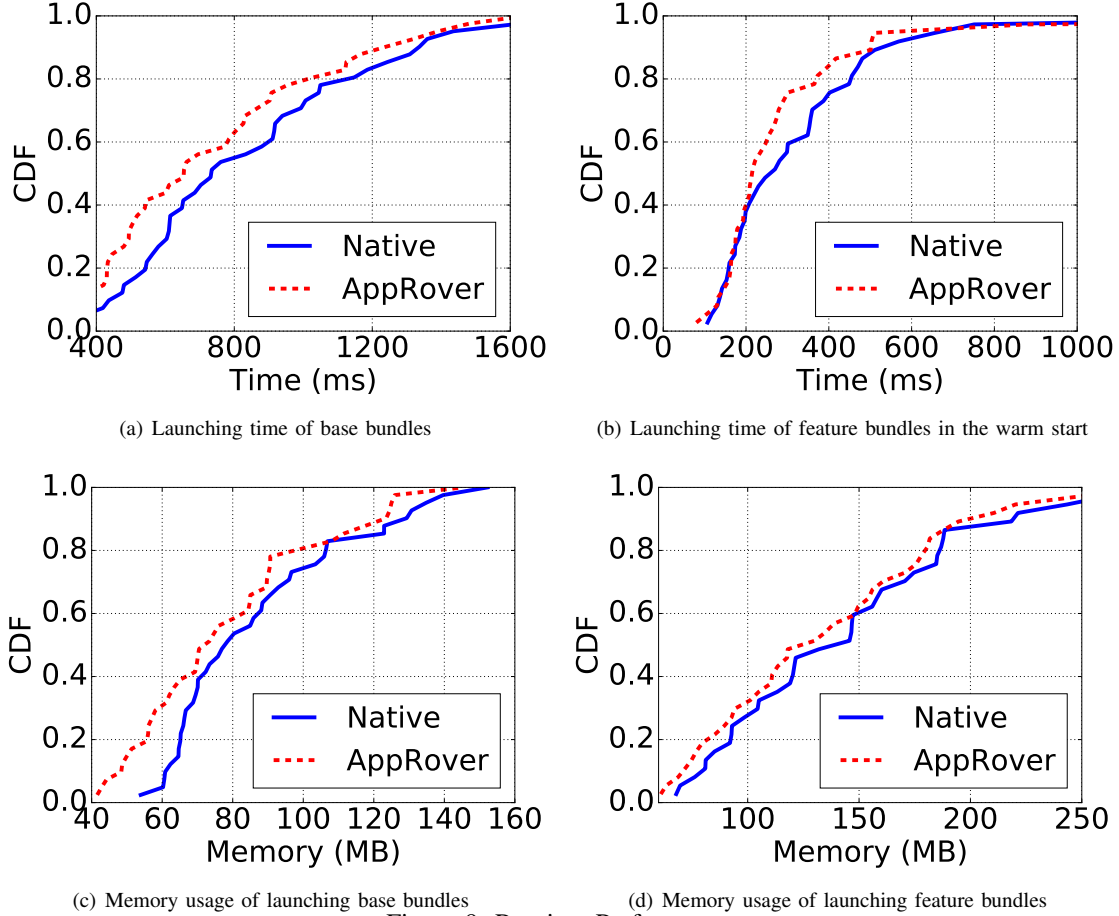 1.0
0.8
0.6
0.4
0.2
0.0
CDF
Native
AppRover
400 800 1200 1600
Time (ms)
(a) Launching time of base bundles
1.0
0.8
0.6
0.4
0.2
0.0
CDF
Native
AppRover
0 200 400 600 800 1000
Time (ms)
(b) Launching time of feature bundles in the warm start
1.0
0.8
0.6
0.4
0.2
0.0
CDF
Native
AppRover
40 60 80 100 120 140 160
Memory (MB)
(c) Memory usage of launching base bundles
1.0
0.8
0.6
0.4
0.2
0.0
CDF
Native
AppRover
100 150 200 250
Memory (MB)
(d) Memory usage of launching feature bundles